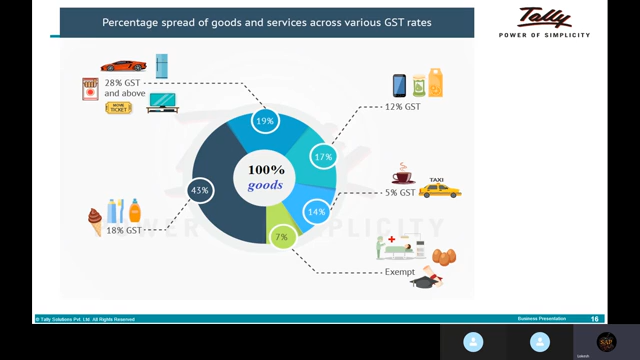 Percentage spread of goods and services across various GST rates
Tally
POWER OF SIMPLICITY
28% GST
and above
MOVIE
TICKET
19%
12% GST
17%
100%
goods
43%
TAXI
5% GST
14%
18% GST
7%
Exempt
© Tally Solutions Pvt. Ltd. All Rights Reserved
Business Presentation
16